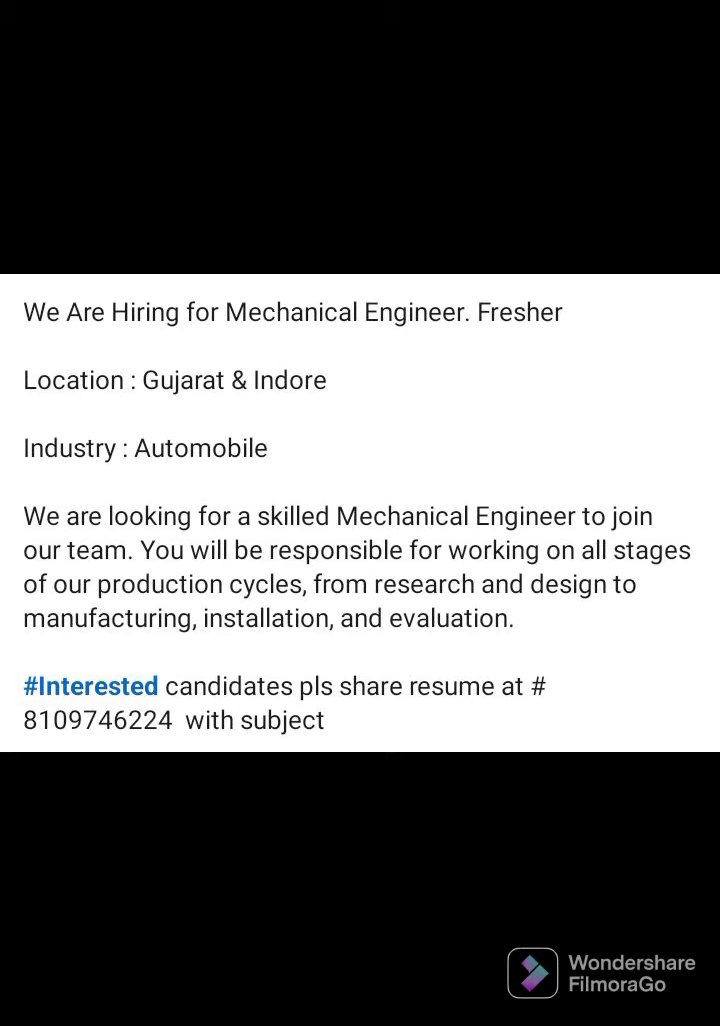 We Are Hiring for Mechanical Engineer. Fresher
Location : Gujarat & Indore
Industry : Automobile
We are looking for a skilled Mechanical Engineer to join
our team. You will be responsible for working on all stages
of our production cycles, from research and design to
manufacturing, installation, and evaluation.
#Interested candidates pls share resume at #
8109746224  with subject
Wondershare
FilmoraGo